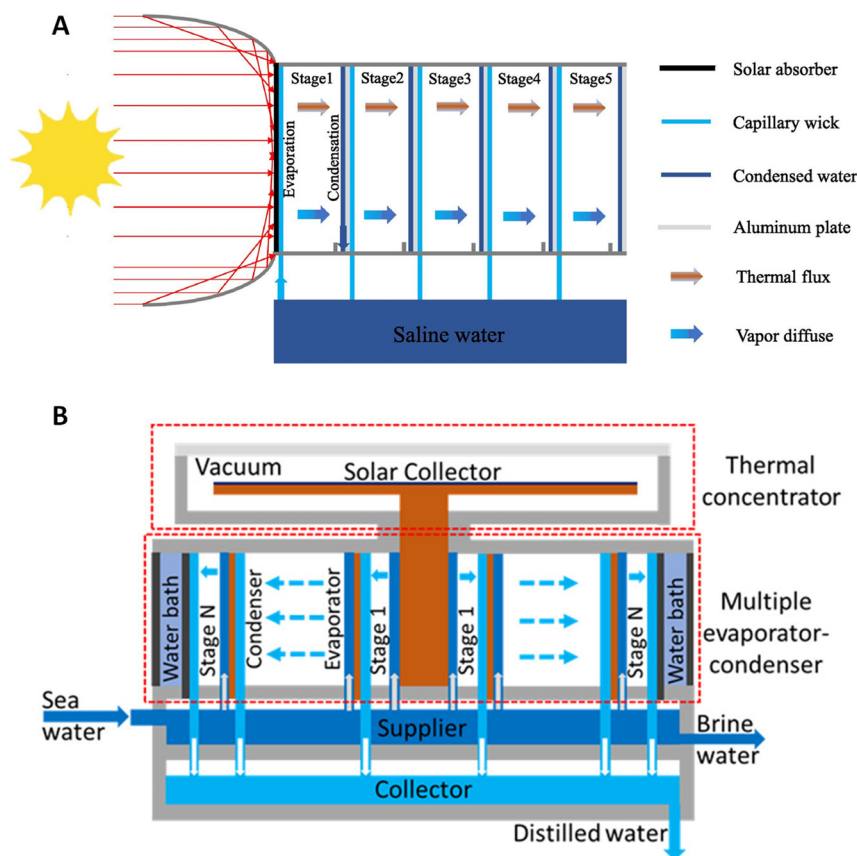 A
Stage1 Stage2 Stage3 Stage4 Stage5
Evaporation
Condensation
Saline water
Solar absorber
Capillary wick
Condensed water
Aluminum plate
Thermal flux
Vapor diffuse
B
Vacuum
Solar Collector
Thermal
concentrator
Water bath
Stage N
Condenser
Evaporator
Stage 1
Stage 1
Stage N
Water bath
Multiple
evaporator-
condenser
Sea
water
Supplier
Brine
water
Collector
Distilled water